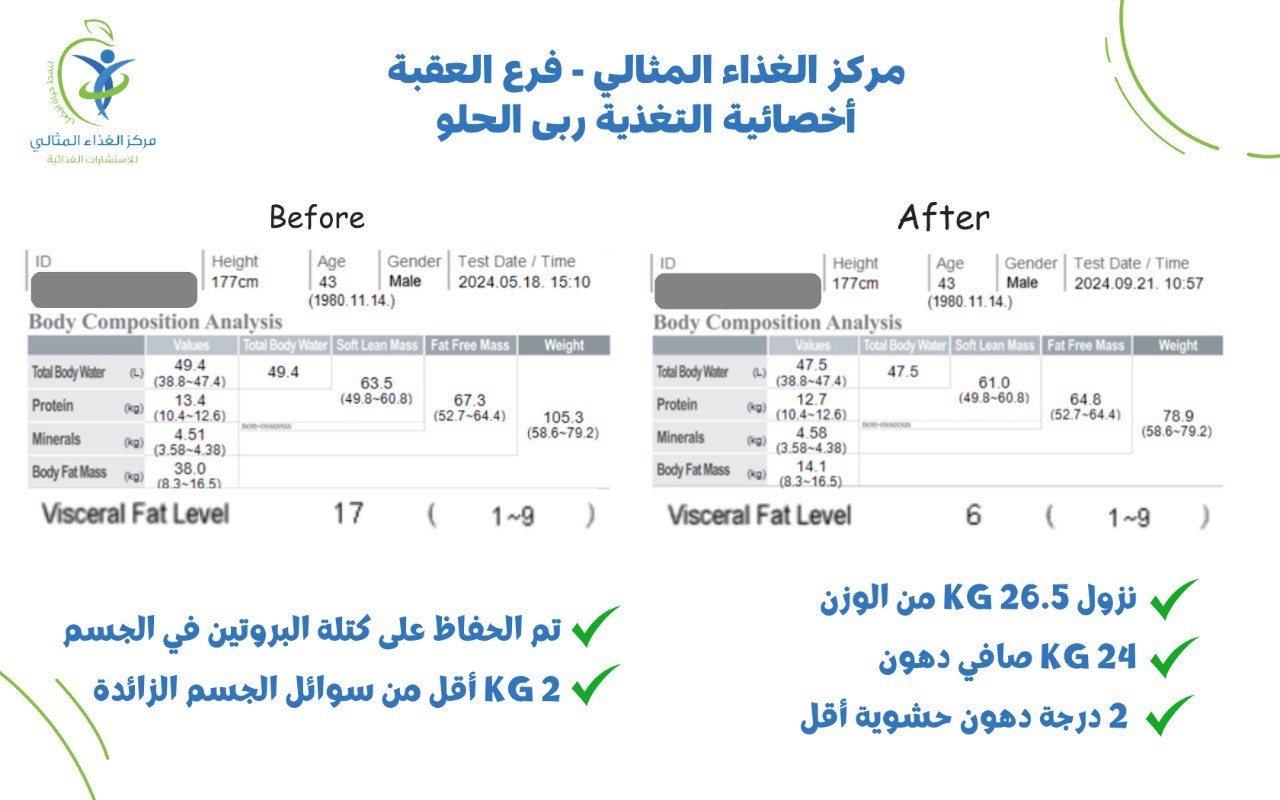 لنمط حياة أفضل
مركز الغذاء المثالي
للإستشارات الغذائية
مركز الغذاء المثالي - فرع العقبة
أخصائية التغذية ربى الحلو
Before
ID Height Age Gender Test Date / Time
177cm 43 Male 2024.05.18. 15:10
(1980.11.14.)
Body Composition Analysis
Values Total Body Water Soft Lean Mass Fat Free Mass Weight
Total Body Water (L) 49.4 (38.8~47.4) 49.4 63.5 (49.8~60.8) 67.3 (52.7~64.4) 105.3 (58.6~79.2)
Protein (kg) 13.4 (10.4~12.6)
non-osseous
Minerals (kg) 4.51 (3.58~4.38)
Body Fat Mass (kg) 38.0 (8.3~16.5)
Visceral Fat Level 17 ( 1~9 )
After
ID Height Age Gender Test Date / Time
177cm 43 Male 2024.09.21. 10:57
(1980.11.14.)
Body Composition Analysis
Values Total Body Water Soft Lean Mass Fat Free Mass Weight
Total Body Water (L) 47.5 (38.8~47.4) 47.5 61.0 (49.8~60.8) 64.8 (52.7~64.4) 78.9 (58.6~79.2)
Protein (kg) 12.7 (10.4~12.6)
non-osseous
Minerals (kg) 4.58 (3.58~4.38)
Body Fat Mass (kg) 14.1 (8.3~16.5)
Visceral Fat Level 6 ( 1~9 )
نزول 26.5 KG من الوزن
24 KG صافي دهون
2 درجة دهون حشوية أقل
تم الحفاظ على كتلة البروتين في الجسم
2 KG أقل من سوائل الجسم الزائدة